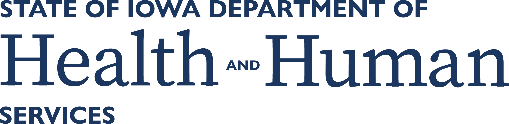 STATE OF IOWA DEPARTMENT OF
Health AND Human
SERVICES